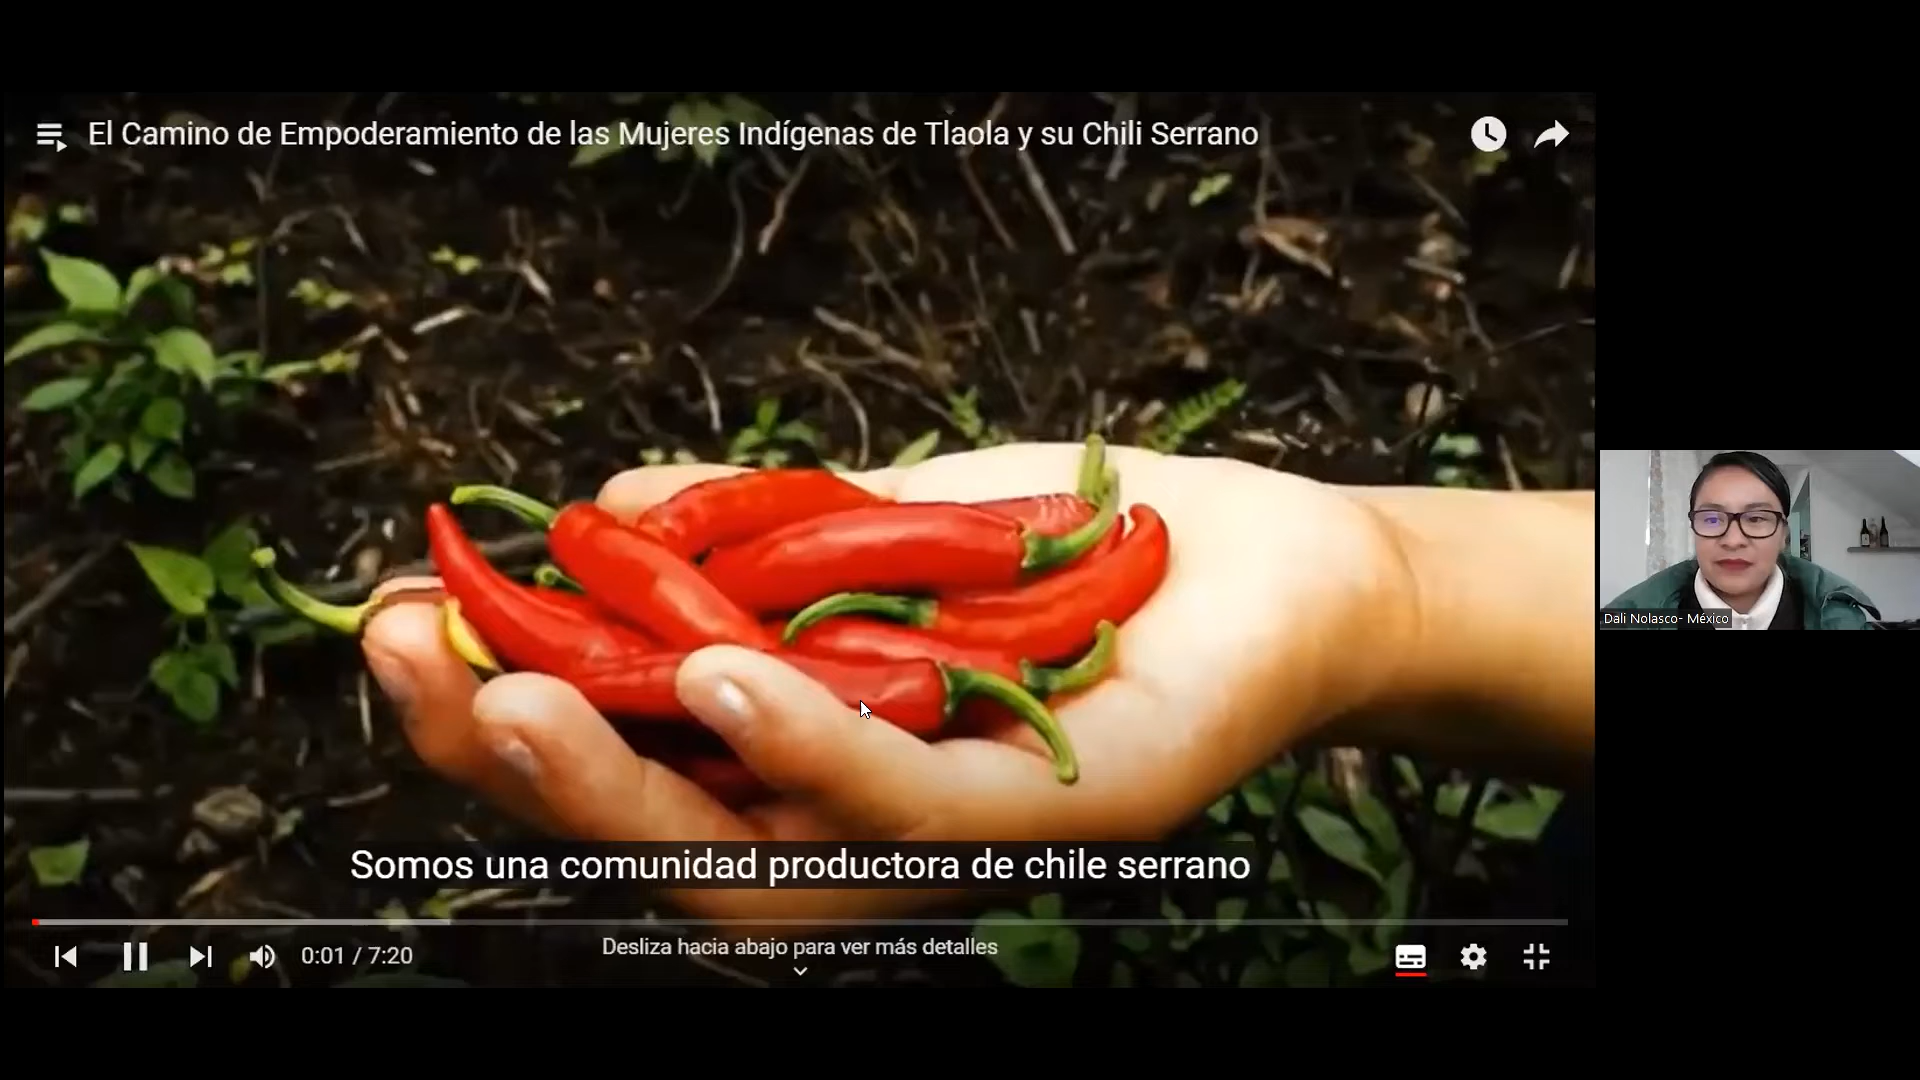 El Camino de Empoderamiento de las Mujeres Indígenas de Tlaola y su Chili Serrano
Dali Nolasco- México
Somos una comunidad productora de chile serrano
0:01 / 7:20
Desliza hacia abajo para ver más detalles